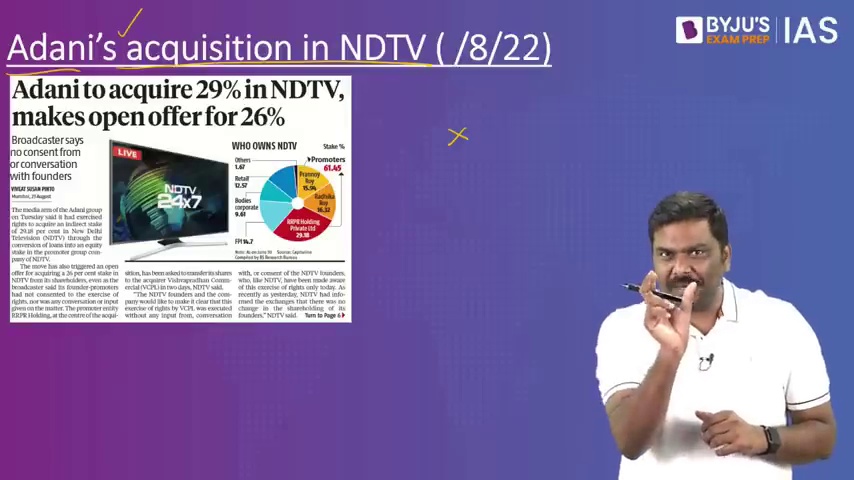 Adani's acquisition in NDTV ( /8/22)
BYJU'S
EXAM PREP
IAS
Adani to acquire 29% in NDTV,
makes open offer for 26%
Broadcaster says
no consent from
or conversation
with founders
VIVEAT SUSAN PINTO
Mumbai, 23 August
The media arm of the Adani group
on Tuesday said it had exercised
rights to acquire an indirect stake
of 29.18 per cent in New Delhi
Television (NDTV) through the
conversion of loans into an equity
stake in the promoter group com-
pany of NDTV.
The move has also triggered an open
offer for acquiring a 26 per cent stake in
NDTV from its shareholders, even as the
broadcaster said its founder-promoters
had not consented to the exercise of
rights, nor was any conversation or input
given on the matter. The promoter entity
RRPR Holding, at the centre of the acqui-
LIVE
NDTV
24x7
WHO OWNS NDTV
Stake %
Others
1.67
Retail
12.57
Bodies
corporate
9.61
FPI 14.7
Promoters
61.45
Prannoy
Roy
15.94
Radhika
Roy
16.32
RRPR Holding
Private Ltd
29.18
Note: As on June 30 Source: Capitaline
Compiled by BS Research Bureau
sition, has been asked to transfer its shares
to the acquirer Vishvapradhan Comm-
ercial (VCPL) in two days, NDTV said.
"The NDTV founders and the com-
pany would like to make it clear that this
exercise of rights by VCPL was executed
without any input from, conversation
with, or consent of the NDTV founders,
who, like NDTV, have been made aware
of this exercise of rights only today. As
recently as yesterday, NDTV had infor-
med the exchanges that there was no
change in the shareholding of its
founders," NDTV said. Turn to Page 6